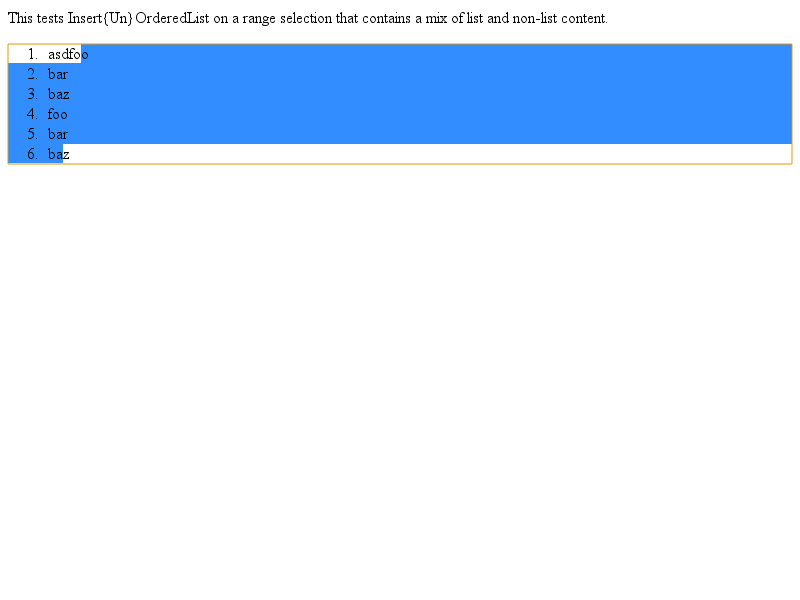 This tests Insert{Un}OrderedList on a range selection that contains a mix of list and non-list content.
1. asdfoo
2. bar
3. baz
4. foo
5. bar
6. baz